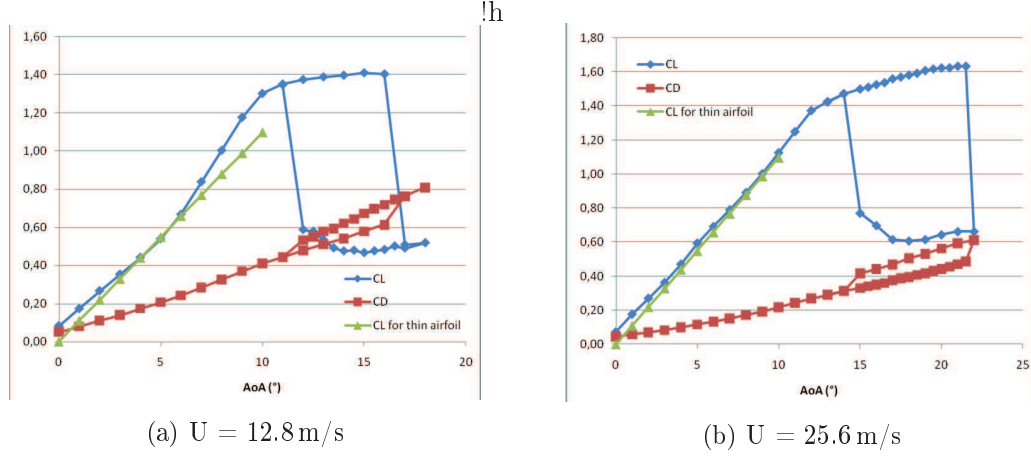 !h
1,60
1,40
1,20
1,00
0,80
0,60
0,40
0,20
0,00
0
5
10
15
20
AoA (°)
CL
CD
CL for thin airfoil
(a) U = 12.8 m/s
1,80
1,60
1,40
1,20
1,00
0,80
0,60
0,40
0,20
0,00
0
5
10
15
20
25
AoA (°)
CL
CD
CL for thin airfoil
(b) U = 25.6 m/s